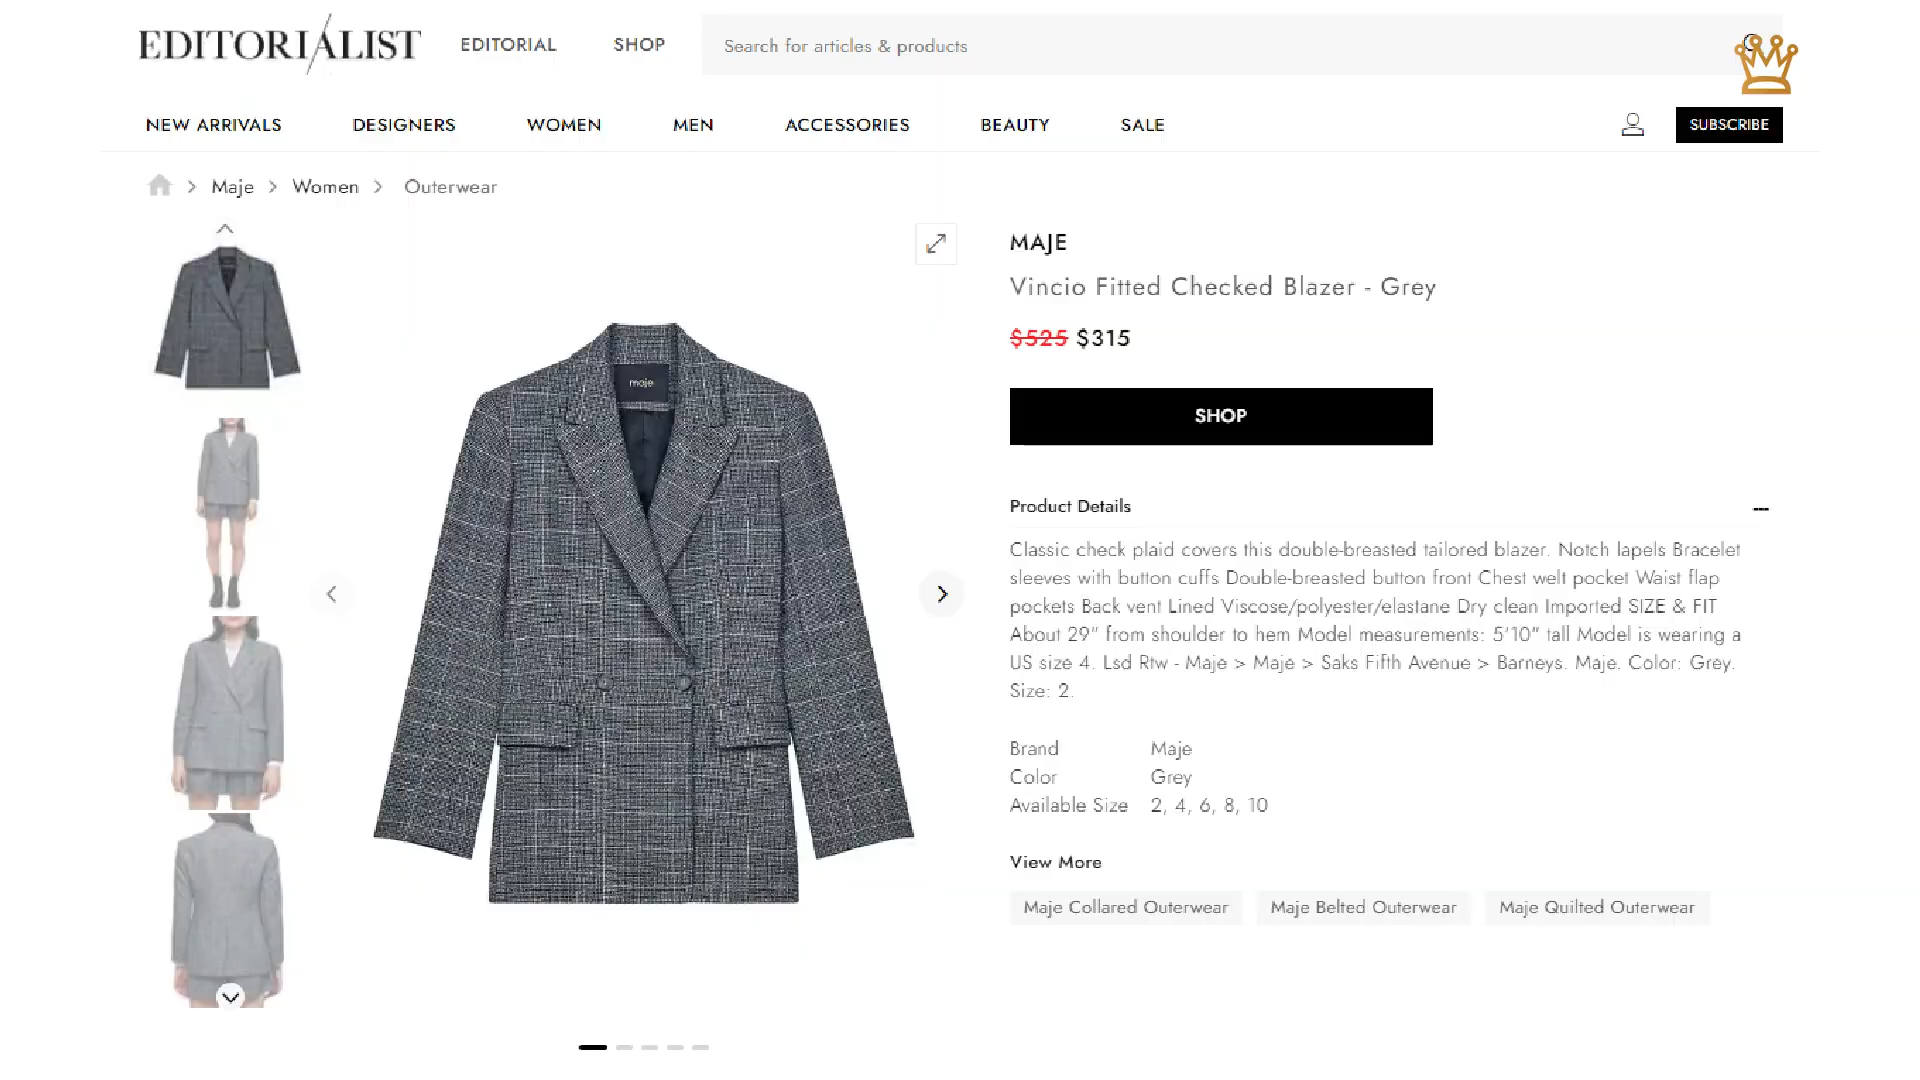 EDITORIALIST
EDITORIAL
SHOP
Search for articles & products
NEW ARRIVALS
DESIGNERS
WOMEN
MEN
ACCESSORIES
BEAUTY
SALE
SUBSCRIBE
Maje
Women
Outerwear
maje
MAJE
Vincio Fitted Checked Blazer - Grey
$525 $315
SHOP
Product Details
Classic check plaid covers this double-breasted tailored blazer. Notch lapels Bracelet
sleeves with button cuffs Double-breasted button front Chest welt pocket Waist flap
pockets Back vent Lined Viscose/polyester/elastane Dry clean Imported SIZE & FIT
About 29" from shoulder to hem Model measurements: 5'10" tall Model is wearing a
US size 4. Lsd Rtw - Maje > Maje > Saks Fifth Avenue > Barneys. Maje. Color: Grey.
Size: 2.
Brand Maje
Color Grey
Available Size 2, 4, 6, 8, 10
View More
Maje Collared Outerwear
Maje Belted Outerwear
Maje Quilted Outerwear